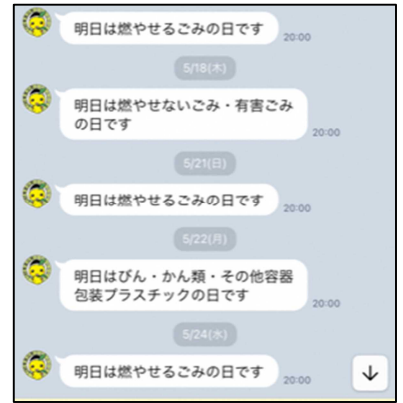 明日は燃やせるごみの日です
20:00
5/18(木)
明日は燃やせないごみ・有害ごみ
の日です
20:00
5/21(日)
明日は燃やせるごみの日です
20:00
5/22(月)
明日はびん・かん類・その他容器
包装プラスチックの日です
20:00
5/24(水)
明日は燃やせるごみの日です
20:00